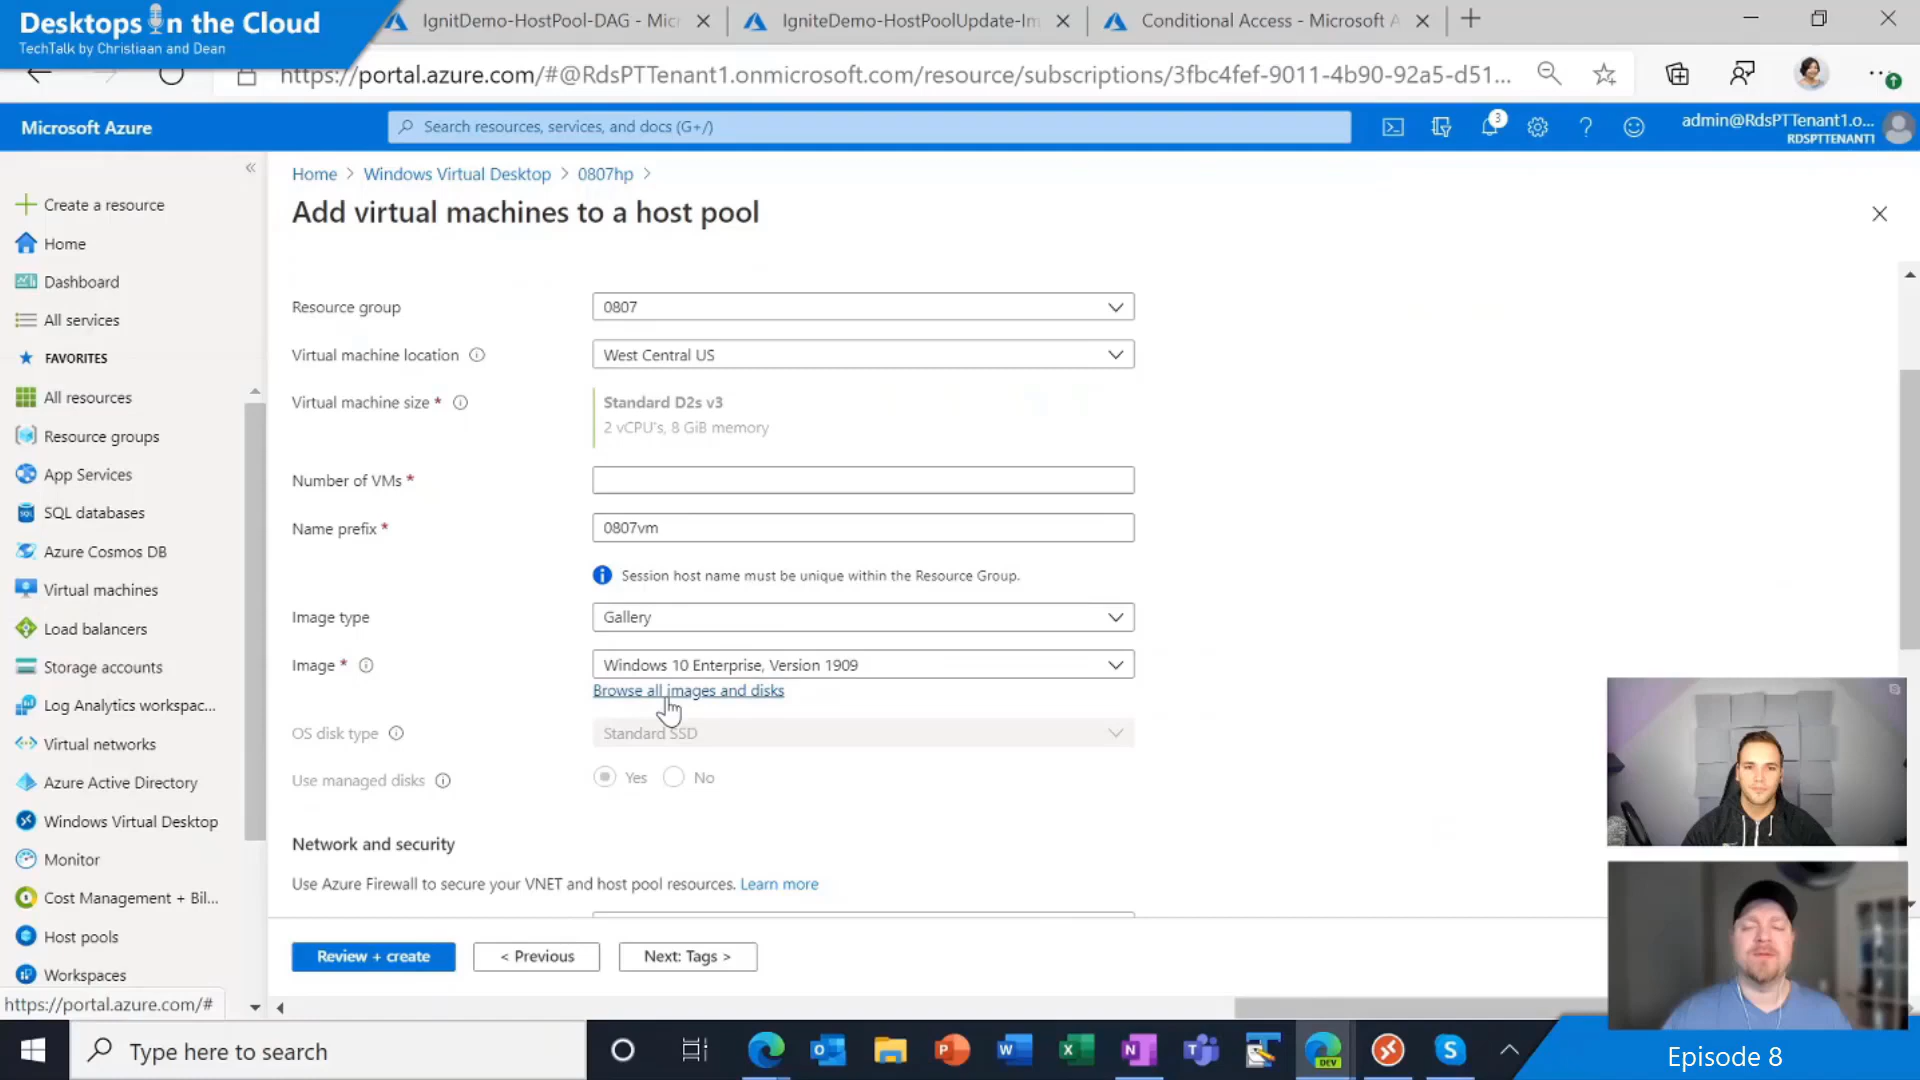 Desktops in the Cloud
TechTalk by Christiaan and Dean
IgnitDemo-HostPool-DAG - Mic
IgniteDemo-HostPoolUpdate-Im
Conditional Access - Microsoft A
https://portal.azure.com/#@RdsPTTenant1.onmicrosoft.com/resource/subscriptions/3fbc4fef-9011-4b90-92a5-d51...
Microsoft Azure
Search resources, services, and docs (G+/)
3
admin@RdsPTTenant1.o...
RDSPTTENANT1
Home > Windows Virtual Desktop > 0807hp >
Add virtual machines to a host pool
Create a resource
Home
Dashboard
All services
FAVORITES
All resources
Resource groups
App Services
SQL databases
Azure Cosmos DB
Virtual machines
Load balancers
Storage accounts
Log Analytics workspac...
Virtual networks
Azure Active Directory
Windows Virtual Desktop
Monitor
Cost Management + Bil...
Host pools
Workspaces
https://portal.azure.com/#
Resource group
0807
Virtual machine location
West Central US
Virtual machine size *
Standard D2s v3
2 vCPU's, 8 GiB memory
Number of VMs *
Name prefix *
0807vm
Session host name must be unique within the Resource Group.
Image type
Gallery
Image *
Windows 10 Enterprise, Version 1909
Browse all images and disks
OS disk type
Standard SSD
Use managed disks
Yes
No
Network and security
Use Azure Firewall to secure your VNET and host pool resources. Learn more
Review + create
< Previous
Next: Tags >
Type here to search
DEV
Episode 8